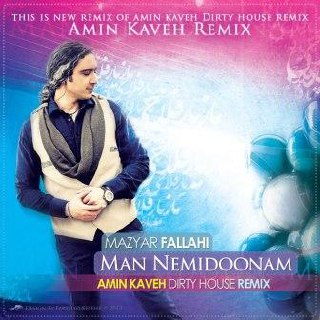 THIS IS NEW REMIX OF AMIN KAVEH DIRTY HOUSE REMIX
AMIN KAVEH REMIX
MAZYAR FALLAHI
MAN NEMIDOONAM
AMIN KAVEH DIRTY HOUSE REMIX